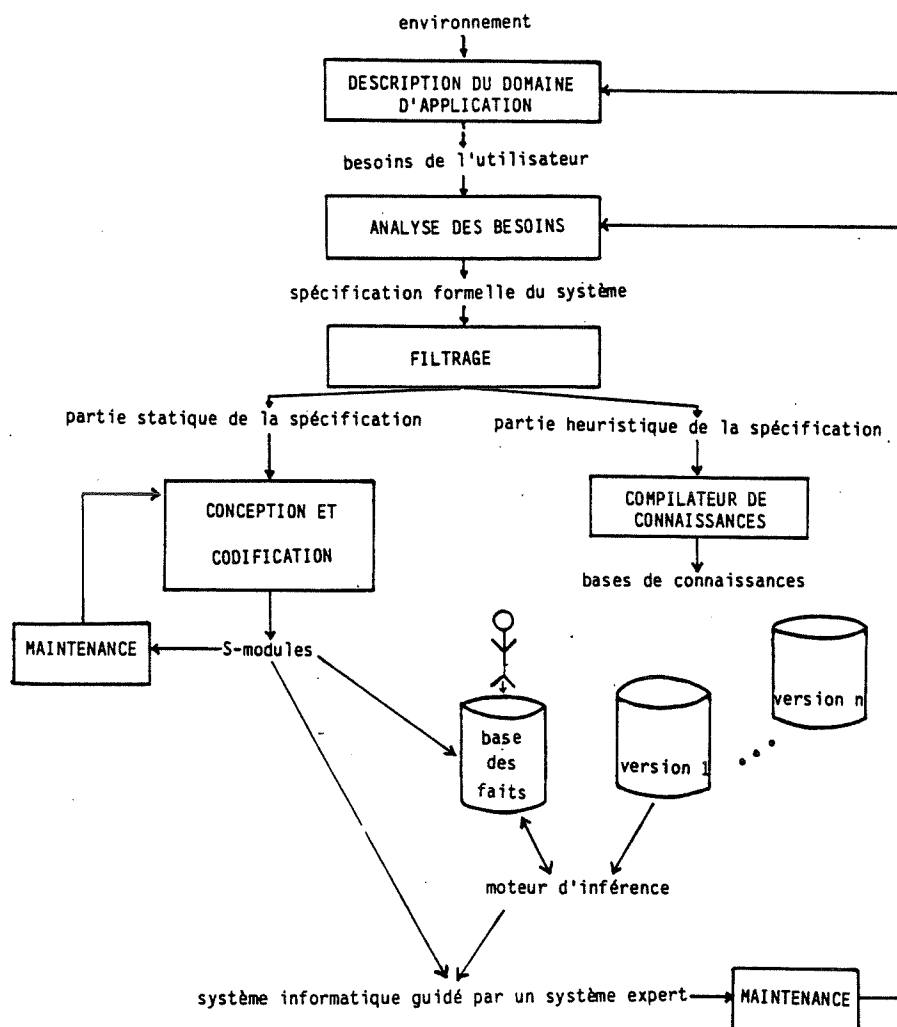 environnement
DESCRIPTION DU DOMAINE
D'APPLICATION
besoins de l'utilisateur
ANALYSE DES BESOINS
spécification formelle du système
FILTRAGE
partie statique de la spécification
partie heuristique de la spécification
CONCEPTION ET
CODIFICATION
COMPILATEUR DE
CONNAISSANCES
bases de connaissances
MAINTENANCE
S-modules
base
des
faits
version 1
version n
moteur d'inférence
système informatique guidé par un système expert
MAINTENANCE